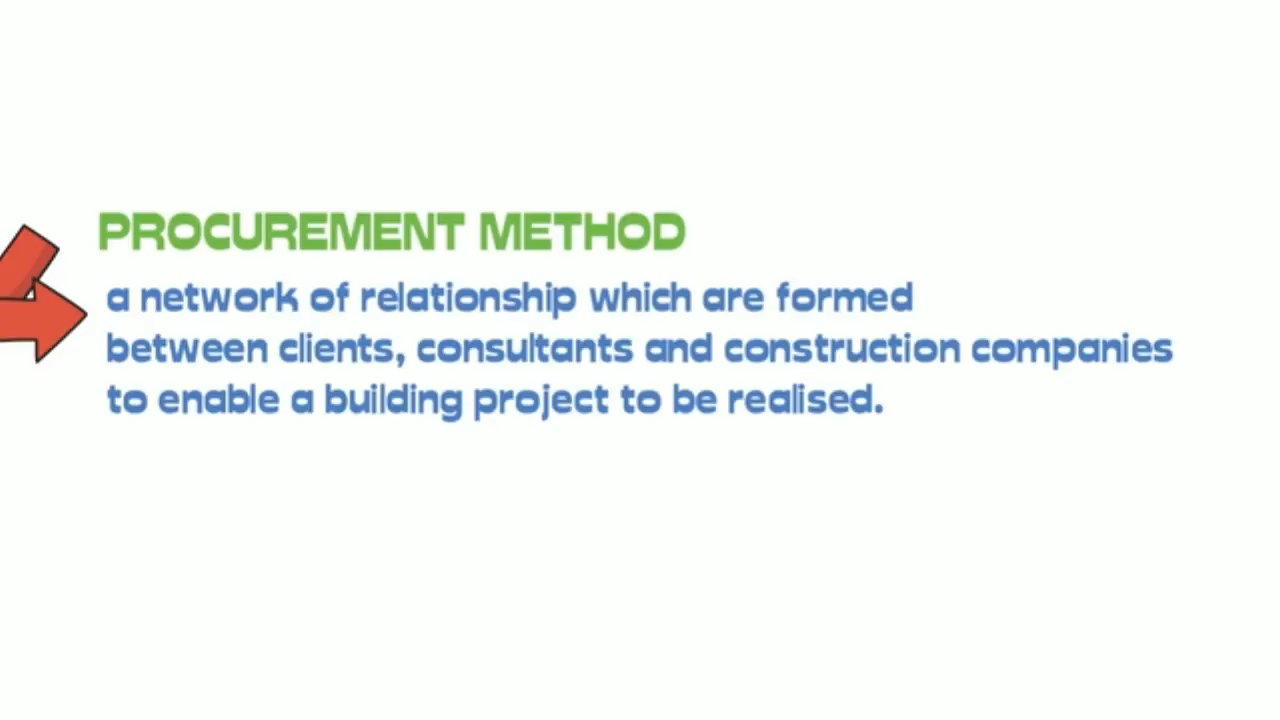 PROCUREMENT METHOD
a network of relationship which are formed
between clients, consultants and construction companies
to enable a building project to be realised.